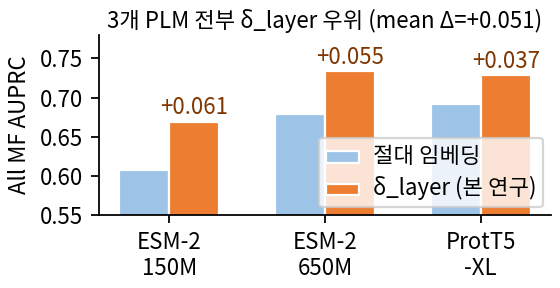 3개 PLM 전부 δ_layer 우위 (mean Δ=+0.051)
All MF AUPRC
0.75
0.70
0.65
0.60
0.55
+0.061
+0.055
+0.037
절대 임베딩
δ_layer (본 연구)
ESM-2
150M
ESM-2
650M
ProtT5
-XL